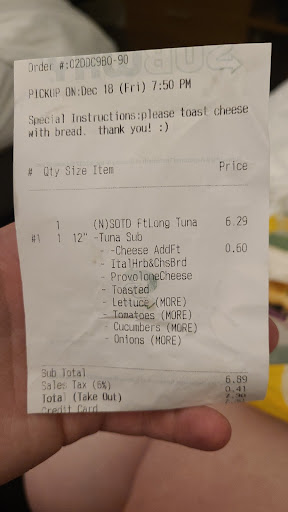 Order #:C20DC9B0-90
PICKUP ON:Dec 18 (Fri) 7:50 PM
Special Instructions:please toast cheese
with bread. thank you! :)
# Qty Size Item Price
1 (N)SOTD FtLong Tuna 6.29
#1 1 12" -Tuna Sub
- -Cheese AddFt 0.60
- ItalHrb&ChsBrd
- ProvoloneCheese
- Toasted
- Lettuce (MORE)
- Tomatoes (MORE)
- Cucumbers (MORE)
- Onions (MORE)
Sub Total 6.89
Sales Tax (6%) 0.41
Total (Take Out)
Credit Card